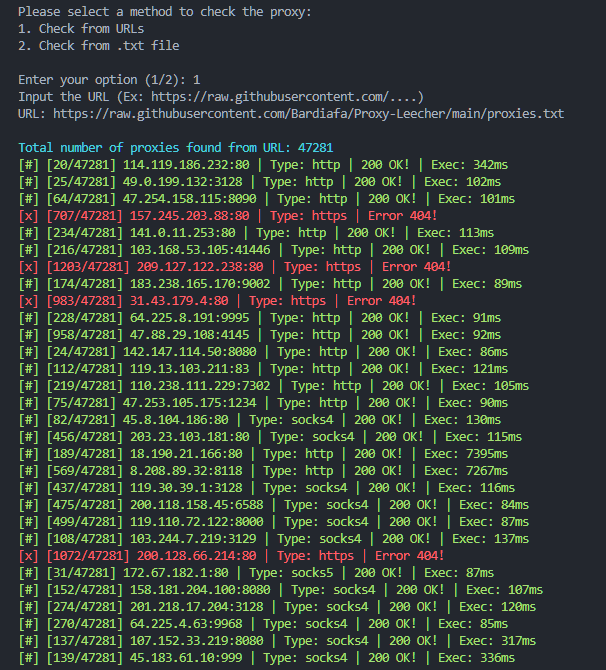 Please select a method to check the proxy:
1. Check from URLs
2. Check from .txt file
Enter your option (1/2): 1
Input the URL (Ex: https://raw.githubusercontent.com/....)
URL: https://raw.githubusercontent.com/Bardiafa/Proxy-Leecher/main/proxies.txt
Total number of proxies found from URL: 47281
[#] [20/47281] 114.119.186.232:80 | Type: http | 200 OK! | Exec: 342ms
[#] [25/47281] 49.0.199.132:3128 | Type: http | 200 OK! | Exec: 102ms
[#] [64/47281] 47.254.158.115:8090 | Type: http | 200 OK! | Exec: 101ms
[x] [707/47281] 157.245.203.88:80 | Type: https | Error 404!
[#] [234/47281] 141.0.11.253:80 | Type: http | 200 OK! | Exec: 113ms
[#] [216/47281] 103.168.53.105:41446 | Type: http | 200 OK! | Exec: 109ms
[x] [1203/47281] 209.127.122.238:80 | Type: https | Error 404!
[#] [174/47281] 183.238.165.170:9002 | Type: http | 200 OK! | Exec: 89ms
[x] [983/47281] 31.43.179.4:80 | Type: https | Error 404!
[#] [228/47281] 64.225.8.191:9995 | Type: http | 200 OK! | Exec: 91ms
[#] [958/47281] 47.88.29.108:4145 | Type: http | 200 OK! | Exec: 92ms
[#] [24/47281] 142.147.114.50:8080 | Type: http | 200 OK! | Exec: 86ms
[#] [112/47281] 119.13.103.211:83 | Type: http | 200 OK! | Exec: 121ms
[#] [219/47281] 110.238.111.229:7302 | Type: http | 200 OK! | Exec: 105ms
[#] [75/47281] 47.253.105.175:1234 | Type: http | 200 OK! | Exec: 90ms
[#] [82/47281] 45.8.104.186:80 | Type: socks4 | 200 OK! | Exec: 130ms
[#] [456/47281] 203.23.103.181:80 | Type: socks4 | 200 OK! | Exec: 115ms
[#] [189/47281] 18.190.21.166:80 | Type: http | 200 OK! | Exec: 7395ms
[#] [569/47281] 8.208.89.32:8118 | Type: http | 200 OK! | Exec: 7267ms
[#] [437/47281] 119.30.39.1:3128 | Type: socks4 | 200 OK! | Exec: 116ms
[#] [475/47281] 200.118.158.45:6588 | Type: socks4 | 200 OK! | Exec: 84ms
[#] [499/47281] 119.110.72.122:8000 | Type: socks4 | 200 OK! | Exec: 87ms
[#] [108/47281] 103.244.7.219:3129 | Type: socks4 | 200 OK! | Exec: 137ms
[x] [1072/47281] 200.128.66.214:80 | Type: https | Error 404!
[#] [31/47281] 172.67.182.1:80 | Type: socks5 | 200 OK! | Exec: 87ms
[#] [152/47281] 158.181.204.100:8080 | Type: socks4 | 200 OK! | Exec: 107ms
[#] [274/47281] 201.218.17.204:3128 | Type: socks4 | 200 OK! | Exec: 120ms
[#] [270/47281] 64.225.4.63:9968 | Type: socks4 | 200 OK! | Exec: 85ms
[#] [137/47281] 107.152.33.219:8080 | Type: socks4 | 200 OK! | Exec: 317ms
[#] [139/47281] 45.183.61.10:999 | Type: socks4 | 200 OK! | Exec: 336ms